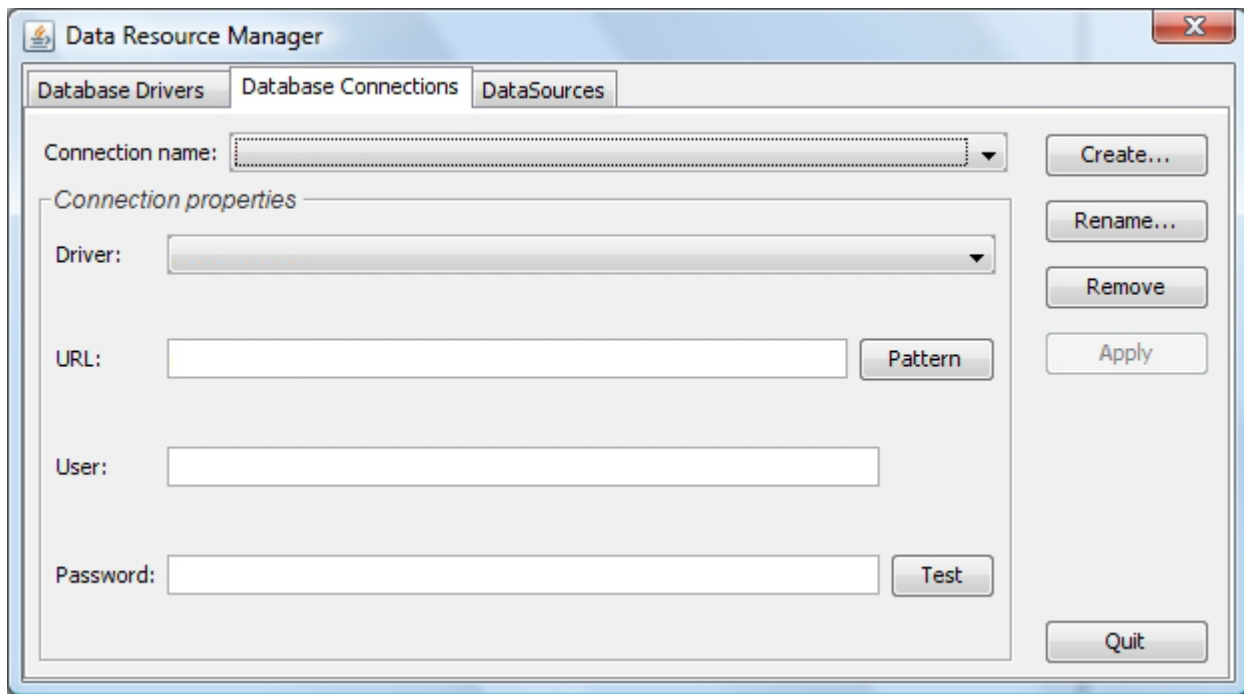 Data Resource Manager
Database Drivers Database Connections DataSources
Connection name: Create...
Connection properties
Rename...
Driver:
Remove
URL: Pattern Apply
User:
Password: Test
Quit